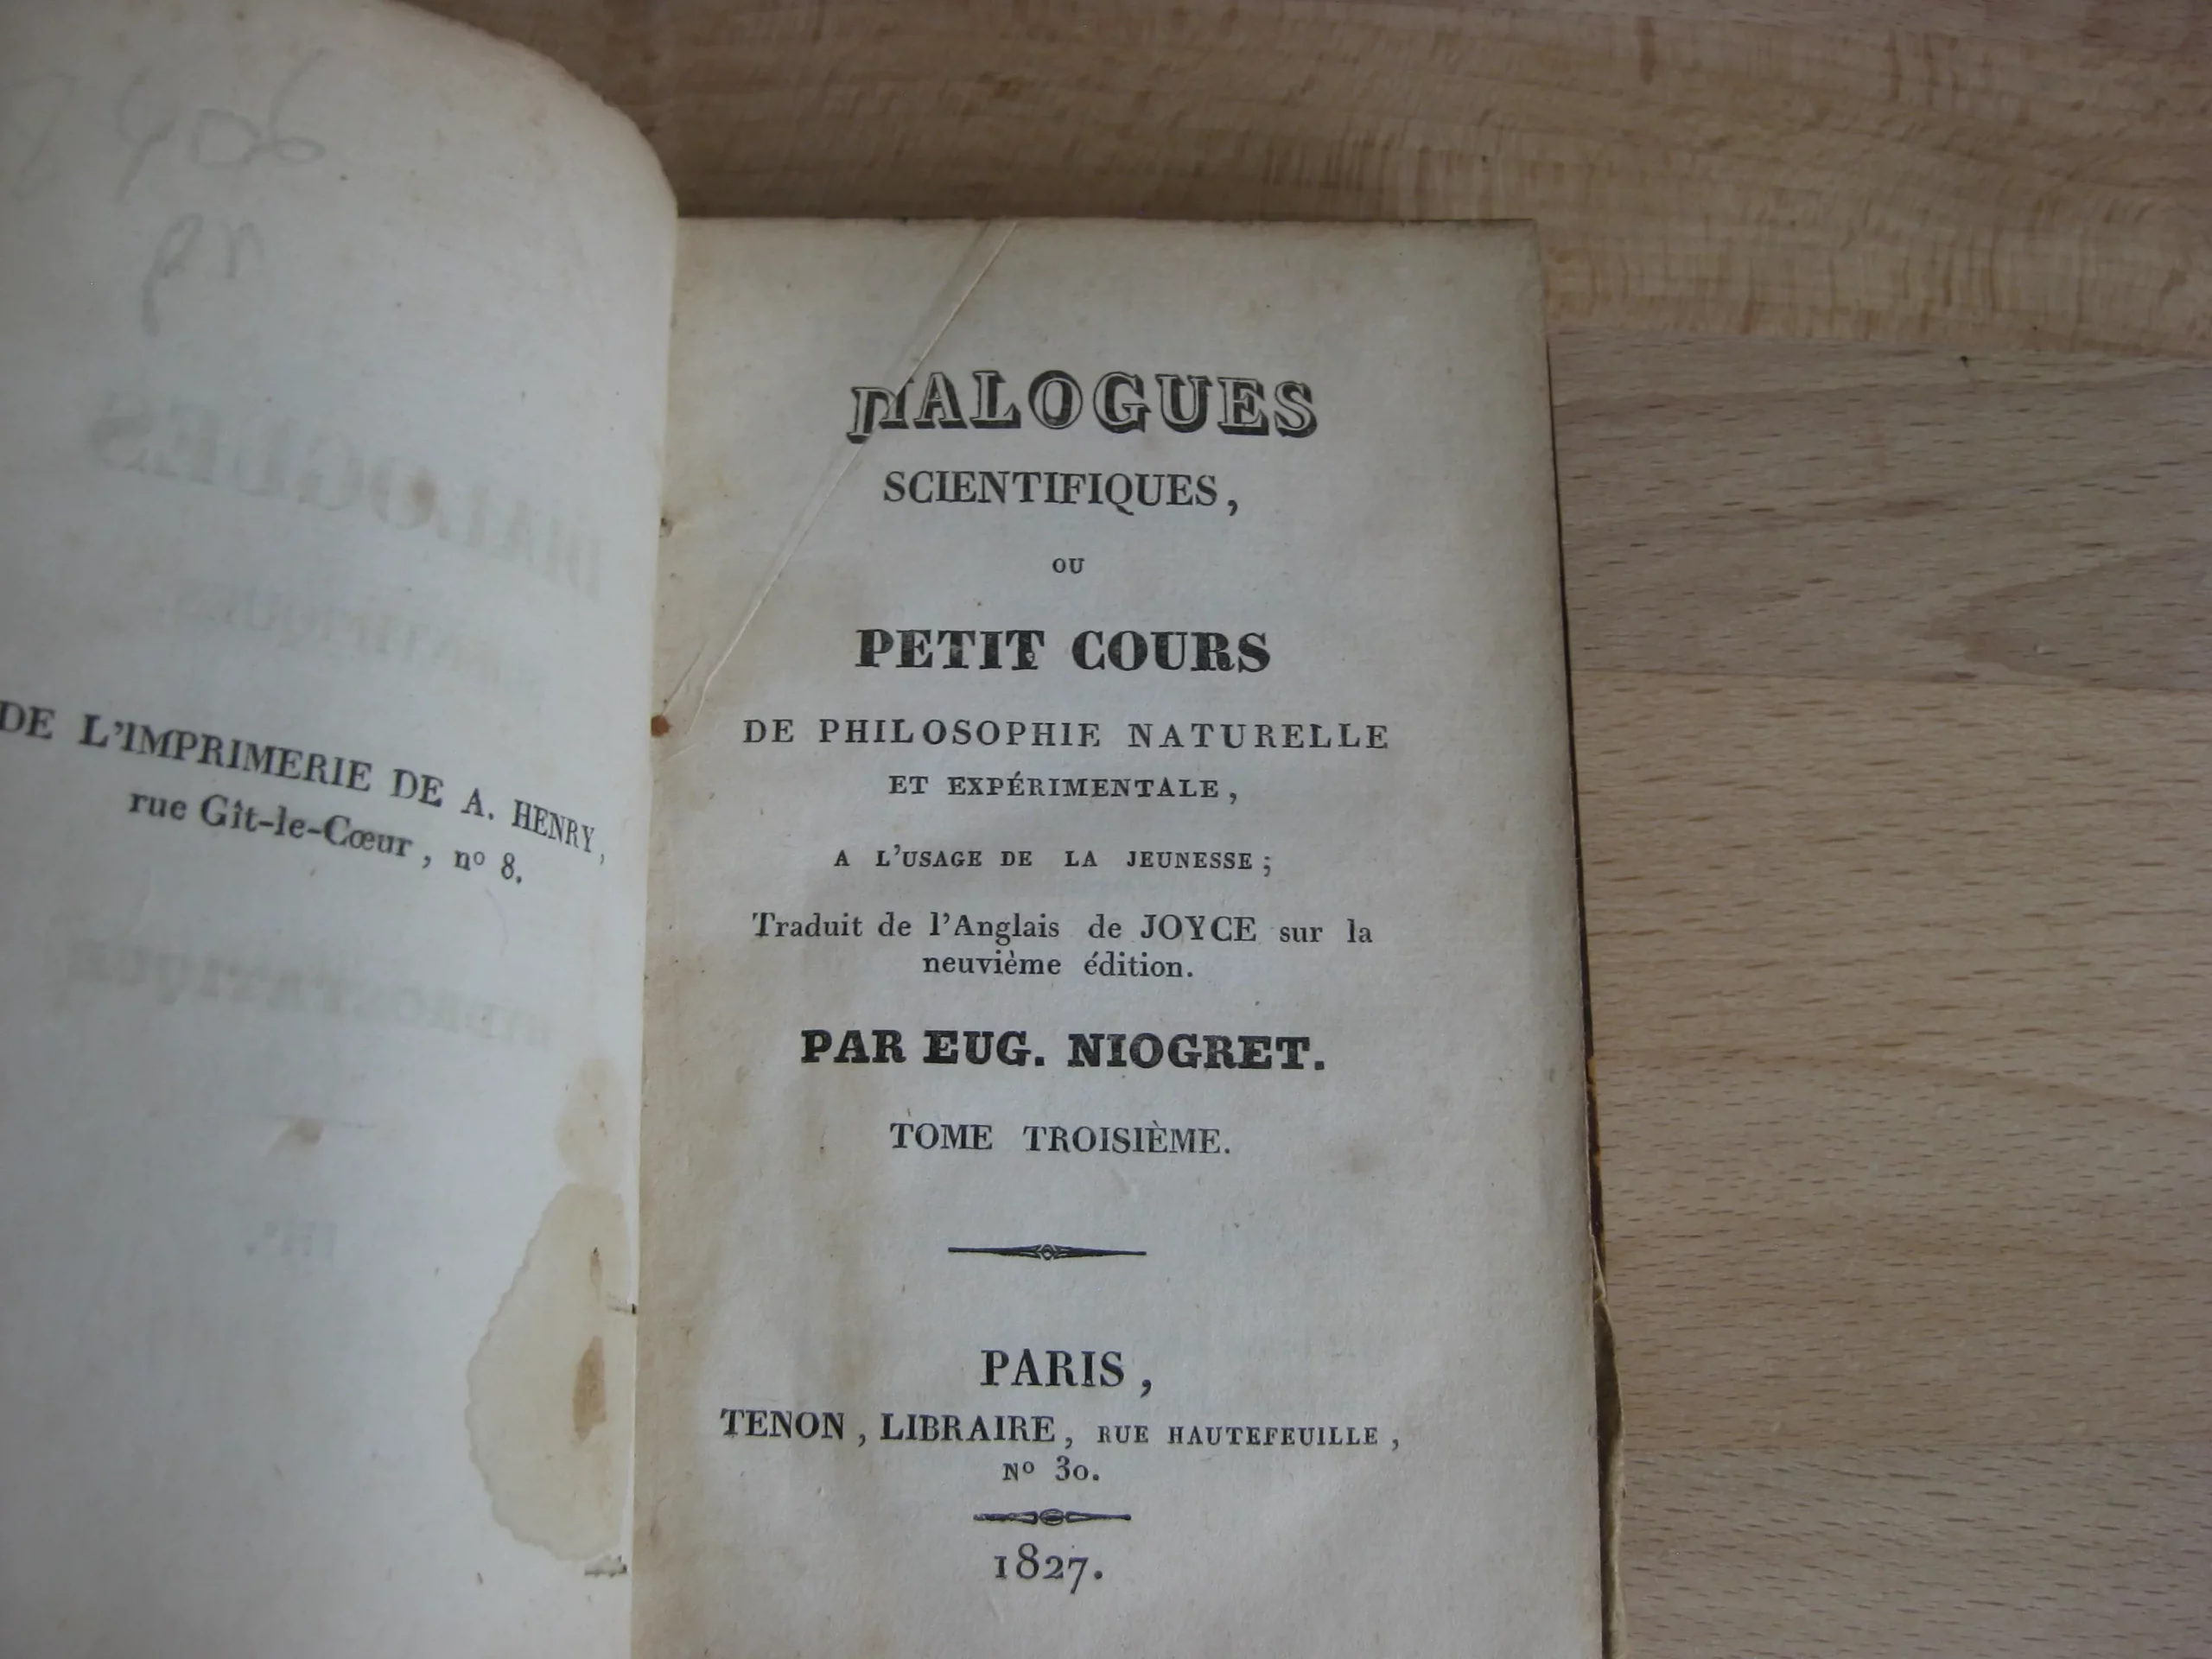 DE L'IMPRIMERIE DE A. HENRY,
rue Gît-le-Cœur, nº 8.
DIALOGUES
SCIENTIFIQUES,
OU
PETIT COURS
DE PHILOSOPHIE NATURELLE
ET EXPÉRIMENTALE,
A L'USAGE DE LA JEUNESSE;
Traduit de l'Anglais de JOYCE sur la
neuvième édition.
PAR EUG. NIOGRET.
TOME TROISIÈME.
PARIS,
TENON, LIBRAIRE, RUE HAUTEFEUILLE,
Nº 30.
1827.